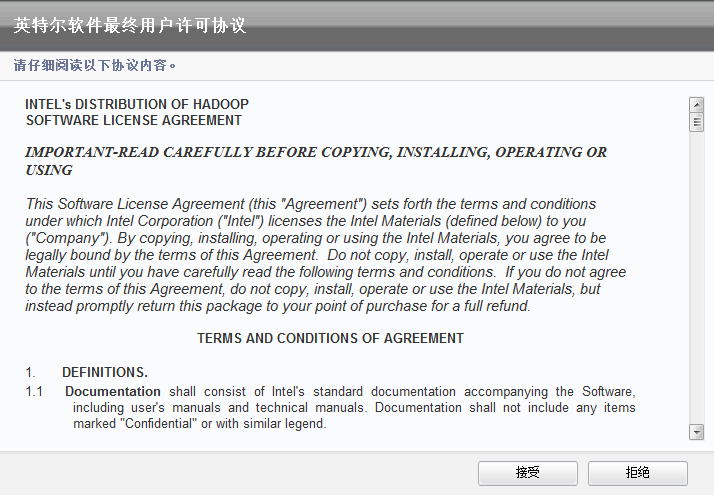 英特尔软件最终用户许可协议
请仔细阅读以下协议内容。
INTEL's DISTRIBUTION OF HADOOP
SOFTWARE LICENSE AGREEMENT
IMPORTANT-READ CAREFULLY BEFORE COPYING, INSTALLING, OPERATING OR
USING
This Software License Agreement (this "Agreement") sets forth the terms and conditions
under which Intel Corporation ("Intel") licenses the Intel Materials (defined below) to you
("Company"). By copying, installing, operating or using the Intel Materials, you agree to be
legally bound by the terms of this Agreement. Do not copy, install, operate or use the Intel
Materials until you have carefully read the following terms and conditions. If you do not agree
to the terms of this Agreement, do not copy, install, operate or use the Intel Materials, but
instead promptly return this package to your point of purchase for a full refund.
TERMS AND CONDITIONS OF AGREEMENT
1. DEFINITIONS.
1.1 Documentation shall consist of Intel's standard documentation accompanying the Software,
including user's manuals and technical manuals. Documentation shall not include any items
marked "Confidential" or with similar legend.
接受
拒绝